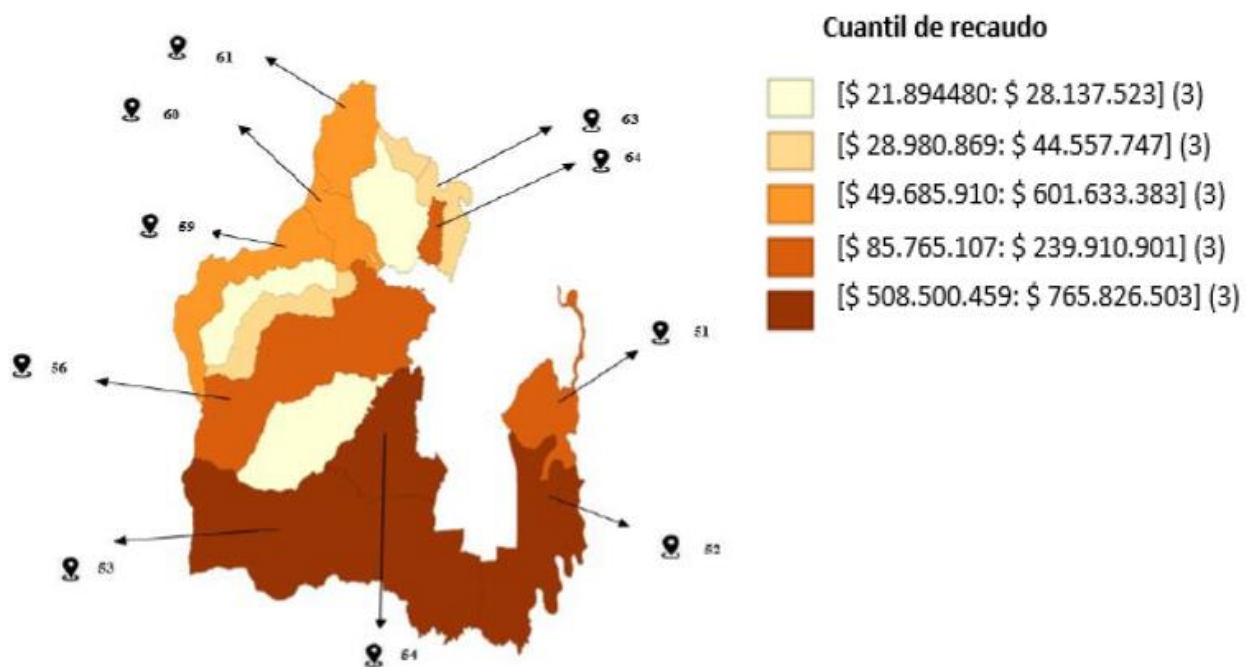 Cuantil de recaudo
[$ 21.894480: $ 28.137.523] (3)
[$ 28.980.869: $ 44.557.747] (3)
[$ 49.685.910: $ 601.633.383] (3)
[$ 85.765.107: $ 239.910.901] (3)
[$ 508.500.459: $ 765.826.503] (3)
61
60
63
64
59
51
56
52
53
54